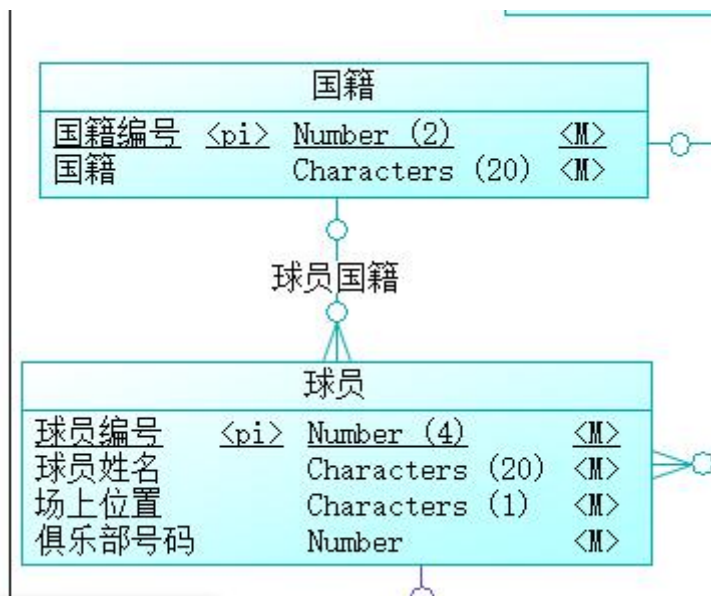 国籍
国籍编号 <pi> Number (2) <M>
国籍 Characters (20) <M>
球员国籍
球员
球员编号 <pi> Number (4) <M>
球员姓名 Characters (20) <M>
场上位置 Characters (1) <M>
俱乐部号码 Number <M>